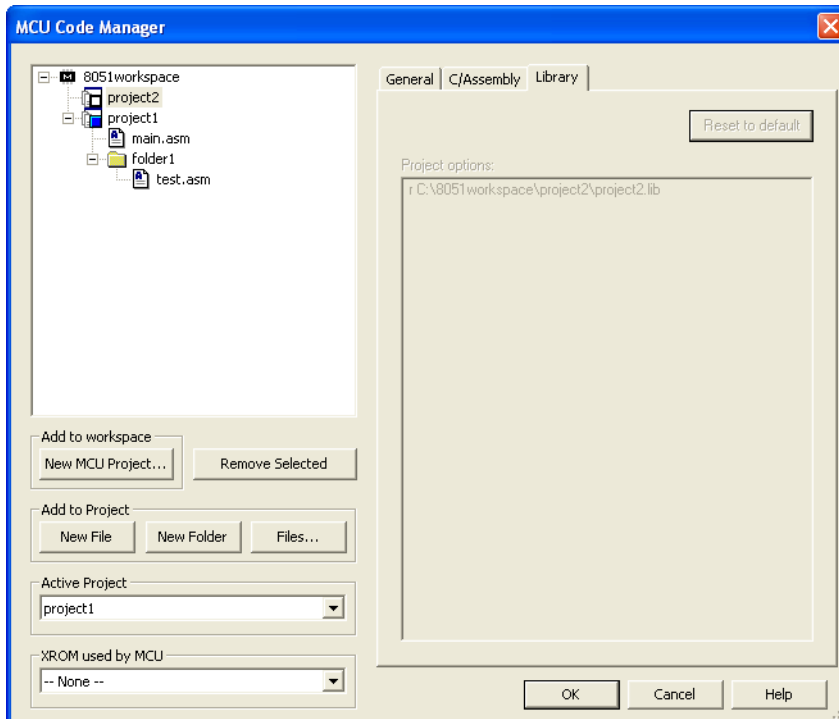 MCU Code Manager
8051workspace
project2
project1
main.asm
folder1
test.asm
Add to workspace
New MCU Project...
Remove Selected
Add to Project
New File
New Folder
Files...
Active Project
project1
XROM used by MCU
-- None --
General
C/Assembly
Library
Reset to default
Project options:
r C:\8051workspace\project2\project2.lib
OK
Cancel
Help